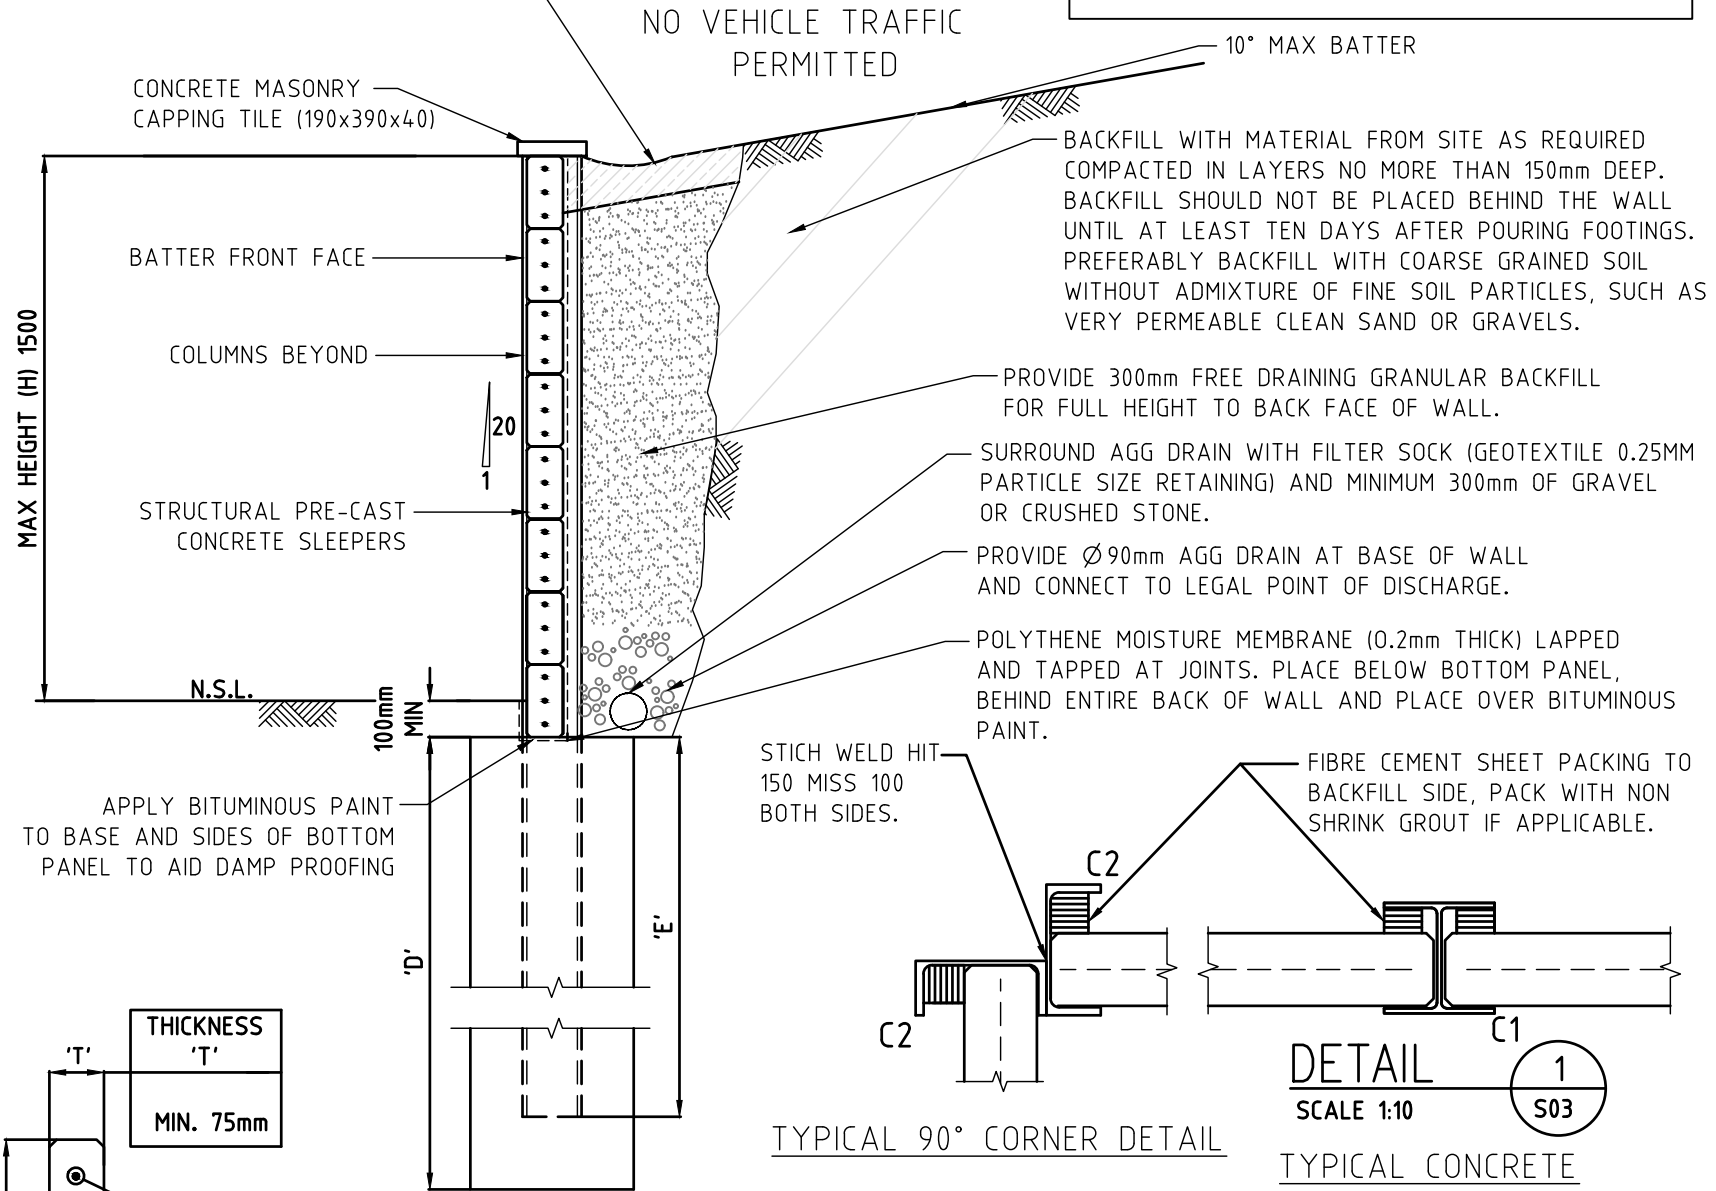 NO VEHICLE TRAFFIC
PERMITTED
10° MAX BATTER
CONCRETE MASONRY
CAPPING TILE (190x390x40)
BACKFILL WITH MATERIAL FROM SITE AS REQUIRED
COMPACTED IN LAYERS NO MORE THAN 150mm DEEP.
BACKFILL SHOULD NOT BE PLACED BEHIND THE WALL
UNTIL AT LEAST TEN DAYS AFTER POURING FOOTINGS.
PREFERABLY BACKFILL WITH COARSE GRAINED SOIL
WITHOUT ADMIXTURE OF FINE SOIL PARTICLES, SUCH AS
VERY PERMEABLE CLEAN SAND OR GRAVELS.
BATTER FRONT FACE
COLUMNS BEYOND
MAX HEIGHT (H) 1500
20
1
PROVIDE 300mm FREE DRAINING GRANULAR BACKFILL
FOR FULL HEIGHT TO BACK FACE OF WALL.
SURROUND AGG DRAIN WITH FILTER SOCK (GEOTEXTILE 0.25MM
PARTICLE SIZE RETAINING) AND MINIMUM 300mm OF GRAVEL
OR CRUSHED STONE.
STRUCTURAL PRE-CAST
CONCRETE SLEEPERS
PROVIDE Ø90mm AGG DRAIN AT BASE OF WALL
AND CONNECT TO LEGAL POINT OF DISCHARGE.
POLYTHENE MOISTURE MEMBRANE (0.2mm THICK) LAPPED
AND TAPPED AT JOINTS. PLACE BELOW BOTTOM PANEL,
BEHIND ENTIRE BACK OF WALL AND PLACE OVER BITUMINOUS
PAINT.
N.S.L.
100mm
MIN
APPLY BITUMINOUS PAINT
TO BASE AND SIDES OF BOTTOM
PANEL TO AID DAMP PROOFING
STICH WELD HIT
150 MISS 100
BOTH SIDES.
FIBRE CEMENT SHEET PACKING TO
BACKFILL SIDE, PACK WITH NON
SHRINK GROUT IF APPLICABLE.
'D'
'E'
C2
C2
C1
THICKNESS
'T'
MIN. 75mm
'T'
DETAIL
SCALE 1:10
1
S03
TYPICAL 90° CORNER DETAIL
TYPICAL CONCRETE